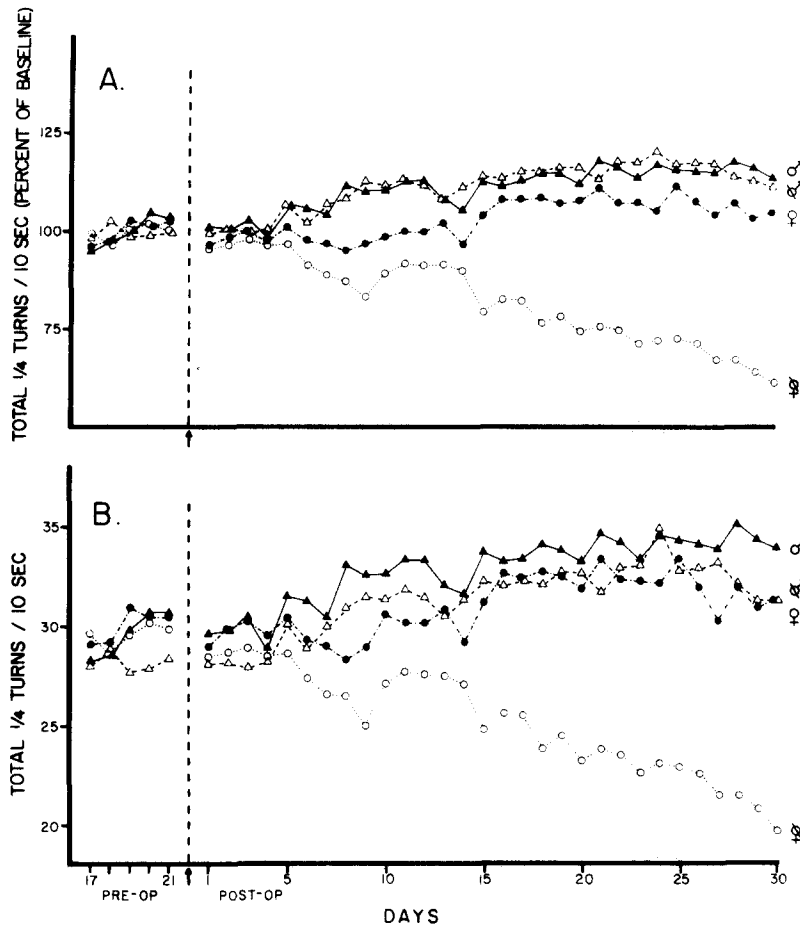 TOTAL 1/4 TURNS / 10 SEC (PERCENT OF BASELINE)
A.
125
100
75
♂
♂
♀
♀
TOTAL 1/4 TURNS / 10 SEC
B.
35
30
25
20
♂
♂
♀
♀
17 21 1 5 10 15 20 25 30
PRE-OP POST-OP
DAYS